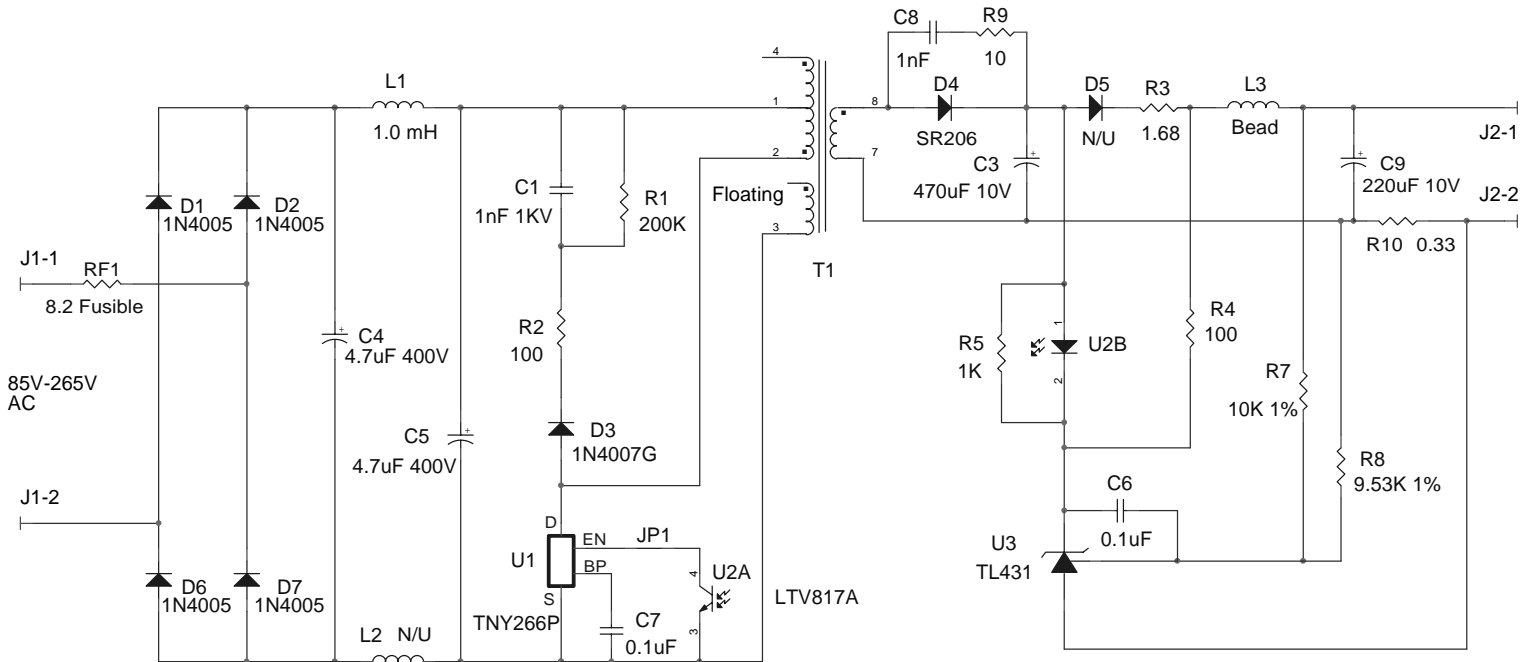 C8
1nF
R9
10
4
L1
1.0 mH
1
8
D4
SR206
D5
N/U
R3
1.68
L3
Bead
J2-1
2
7
C3
470uF 10V
+
C9
220uF 10V
+
D1
1N4005
D2
1N4005
C1
1nF 1KV
R1
200K
Floating
J2-2
3
T1
R10 0.33
J1-1
RF1
8.2 Fusible
C4
4.7uF 400V
+
R2
100
R5
1K
1
U2B
2
R4
100
R7
10K 1%
85V-265V
AC
C5
4.7uF 400V
+
D3
1N4007G
R8
9.53K 1%
J1-2
D
EN
JP1
U1
BP
S
TNY266P
4
U2A
3
LTV817A
C6
0.1uF
U3
TL431
D6
1N4005
D7
1N4005
C7
0.1uF
L2 N/U